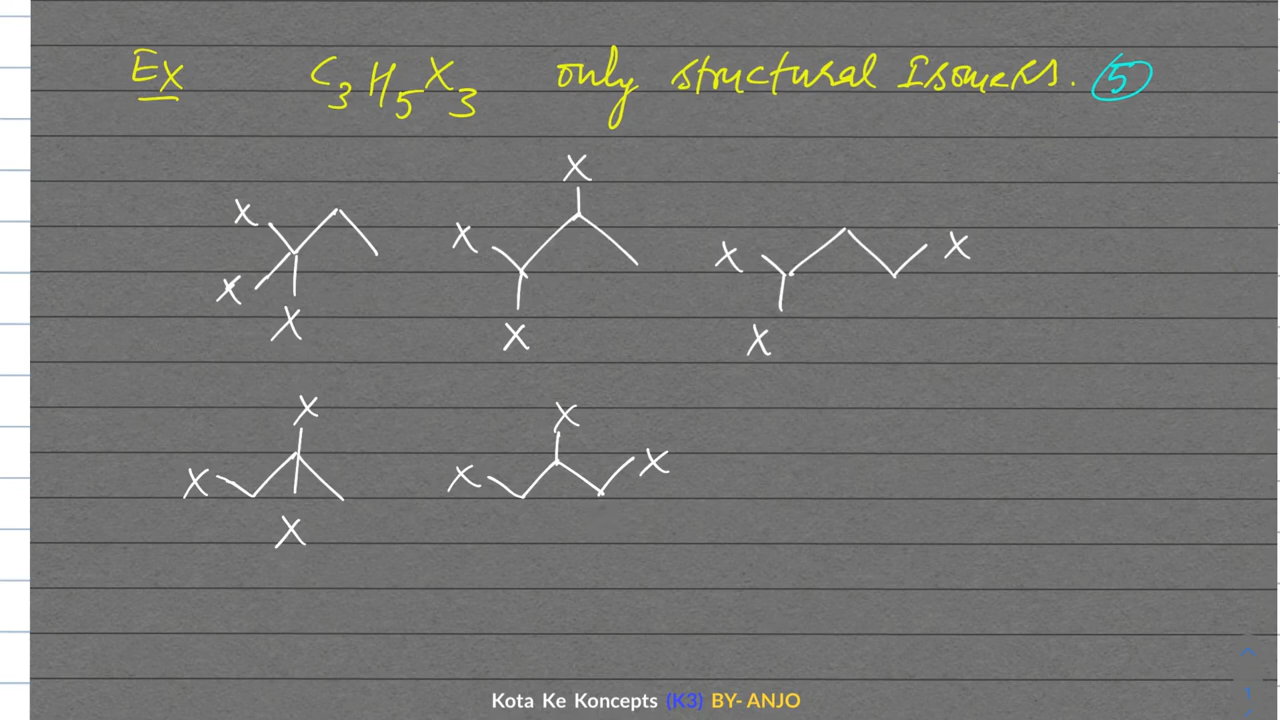 Ex C3H5X3 only structural Isomers. 5
X
X X
X X X
X X X
X X
X X X
X
Kota Ke Koncepts (K3) BY- ANJO